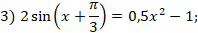 3) 2 sin(x + π/3) = 0,5x² − 1;